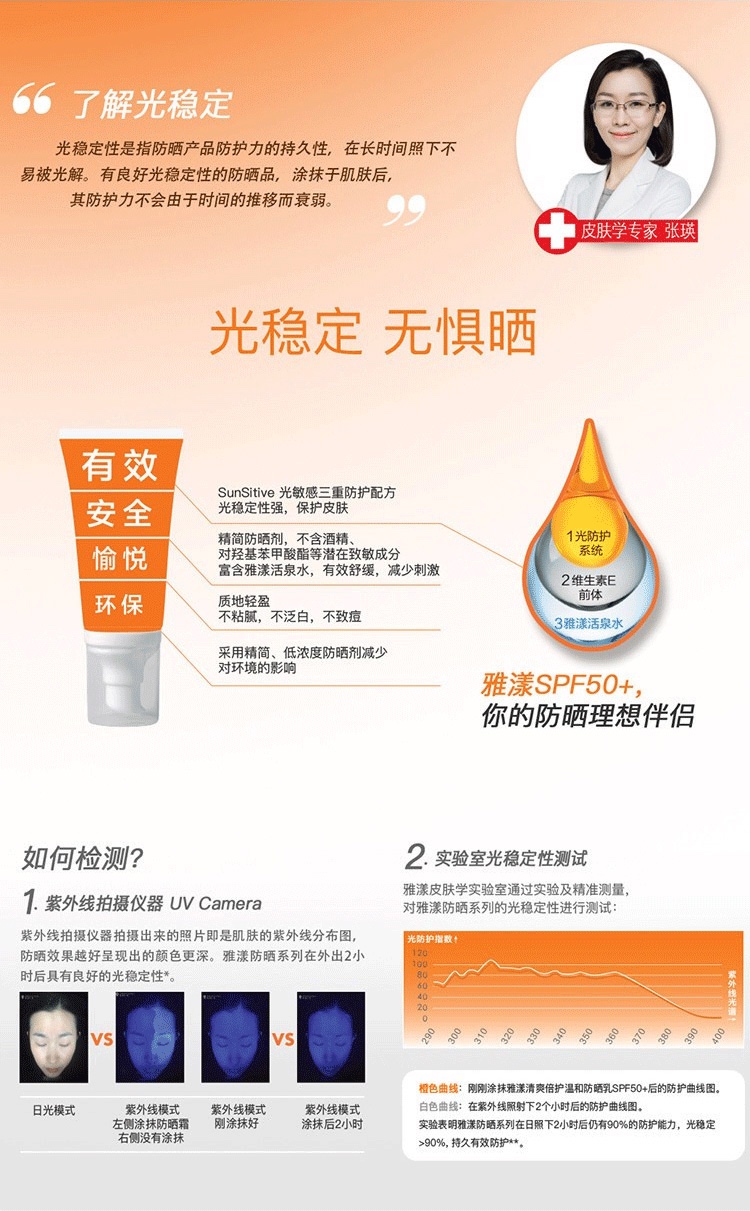 了解光稳定
光稳定性是指防晒产品防护力的持久性，在长时间照下不
易被光解。有良好光稳定性的防晒品，涂抹于肌肤后，
其防护力不会由于时间的推移而衰弱。
皮肤学专家 张瑛
光稳定 无惧晒
有效
安全
愉悦
环保
SunSitive 光敏感三重防护配方
光稳定性强，保护皮肤
精简防晒剂，不含酒精、
对羟基苯甲酸酯等潜在致敏成分
富含雅漾活泉水，有效舒缓，减少刺激
质地轻盈
不粘腻，不泛白，不致痘
采用精简、低浓度防晒剂减少
对环境的影响
1光防护
系统
2维生素E
前体
3雅漾活泉水
雅漾SPF50+，
你的防晒理想伴侣
如何检测?
1. 紫外线拍摄仪器 UV Camera
紫外线拍摄仪器拍摄出来的照片即是肌肤的紫外线分布图，
防晒效果越好呈现出的颜色更深。雅漾防晒系列在外出2小
时后具有良好的光稳定性*。
VS
VS
日光模式
紫外线模式
左侧涂抹防晒霜
右侧没有涂抹
紫外线模式
刚涂抹好
紫外线模式
涂抹后2小时
2. 实验室光稳定性测试
雅漾皮肤学实验室通过实验及精准测量，
对雅漾防晒系列的光稳定性进行测试：
光防护指数↑
120
100
80
60
40
20
0
290 300 310 320 330 340 350 360 370 380 390 400
紫外线光谱→
橙色曲线：刚刚涂抹雅漾清爽倍护温和防晒乳SPF50+后的防护曲线图。
白色曲线：在紫外线照射下2个小时后的防护曲线图。
实验表明雅漾防晒系列在日照下2小时后仍有90%的防护能力，光稳定
>90%，持久有效防护**。